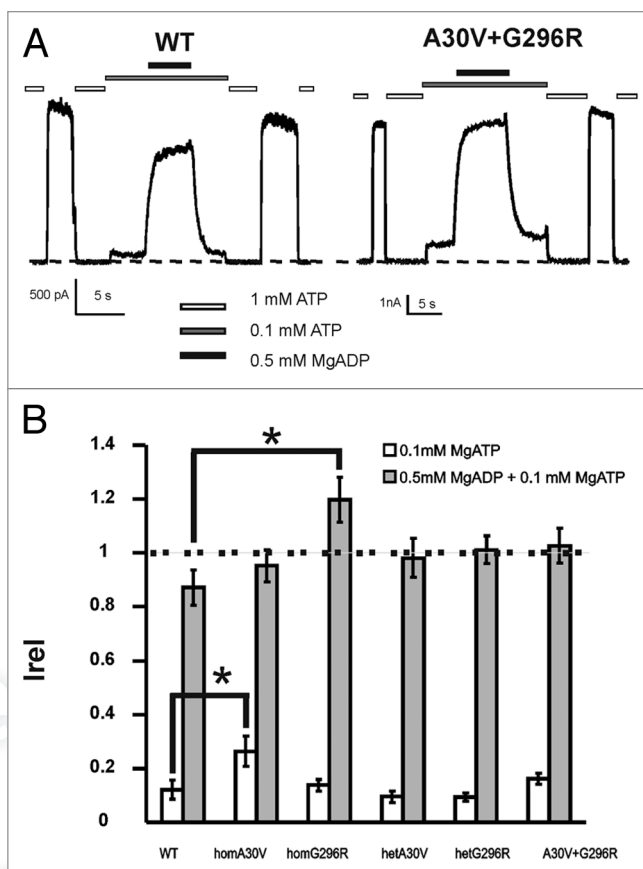 A
WT
A30V+G296R
500 pA
5 s
1nA
5 s
1 mM ATP
0.1 mM ATP
0.5 mM MgADP
B
0.1mM MgATP
0.5mM MgADP + 0.1 mM MgATP
*
*
Irel
1.4
1.2
1
0.8
0.6
0.4
0.2
0
WT homA30V homG296R hetA30V hetG296R A30V+G296R